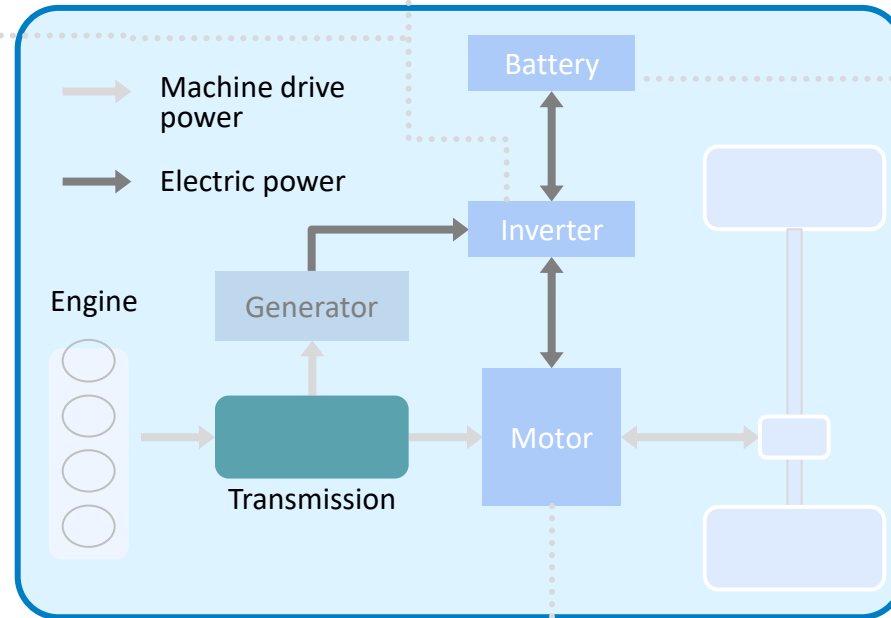 Battery
Machine drive
power
Electric power
Inverter
Generator
Engine
Motor
Transmission